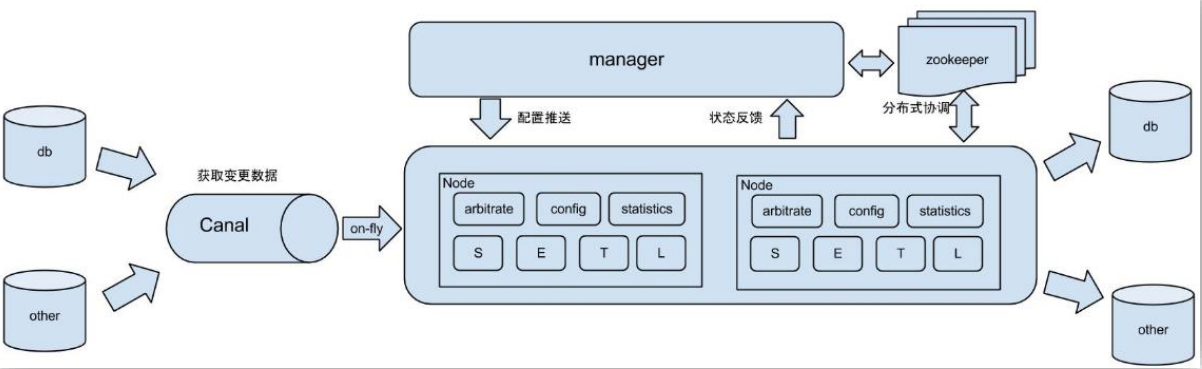 manager
zookeeper
配置推送
状态反馈
分布式协调
db
db
获取变更数据
Canal
on-fly
Node
arbitrate
config
statistics
S
E
T
L
Node
arbitrate
config
statistics
S
E
T
L
other
other